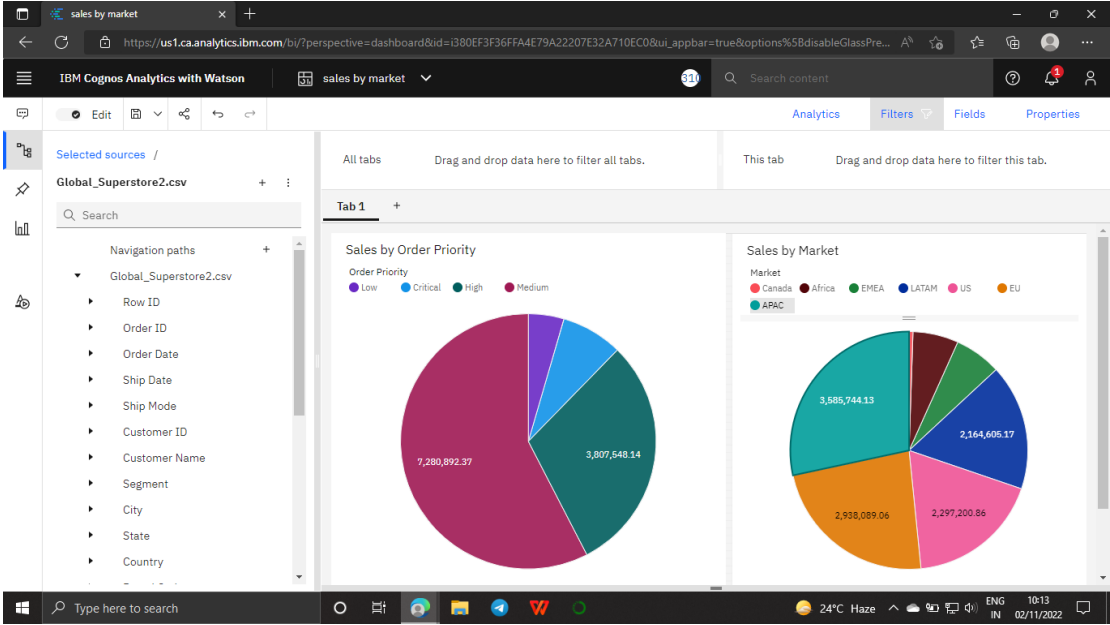 sales by market
https://us1.ca.analytics.ibm.com/bi/?perspective=dashboard&id=i380EF3F36FFA4E79A22207E32A710EC0&ui_appbar=true&options%5BdisableGlassPre...
IBM Cognos Analytics with Watson
sales by market
310
Search content
1
Edit
Analytics
Filters
Fields
Properties
Selected sources /
Global_Superstore2.csv
Search
Navigation paths
Global_Superstore2.csv
Row ID
Order ID
Order Date
Ship Date
Ship Mode
Customer ID
Customer Name
Segment
City
State
Country
All tabs
Drag and drop data here to filter all tabs.
This tab
Drag and drop data here to filter this tab.
Tab 1
Sales by Order Priority
Order Priority
Low Critical High Medium
7,280,892.37
3,807,548.14
Sales by Market
Market
Canada Africa EMEA LATAM US EU
APAC
3,585,744.13
2,164,605.17
2,938,089.06
2,297,200.86
Type here to search
24°C Haze
ENG
IN
10:13
02/11/2022